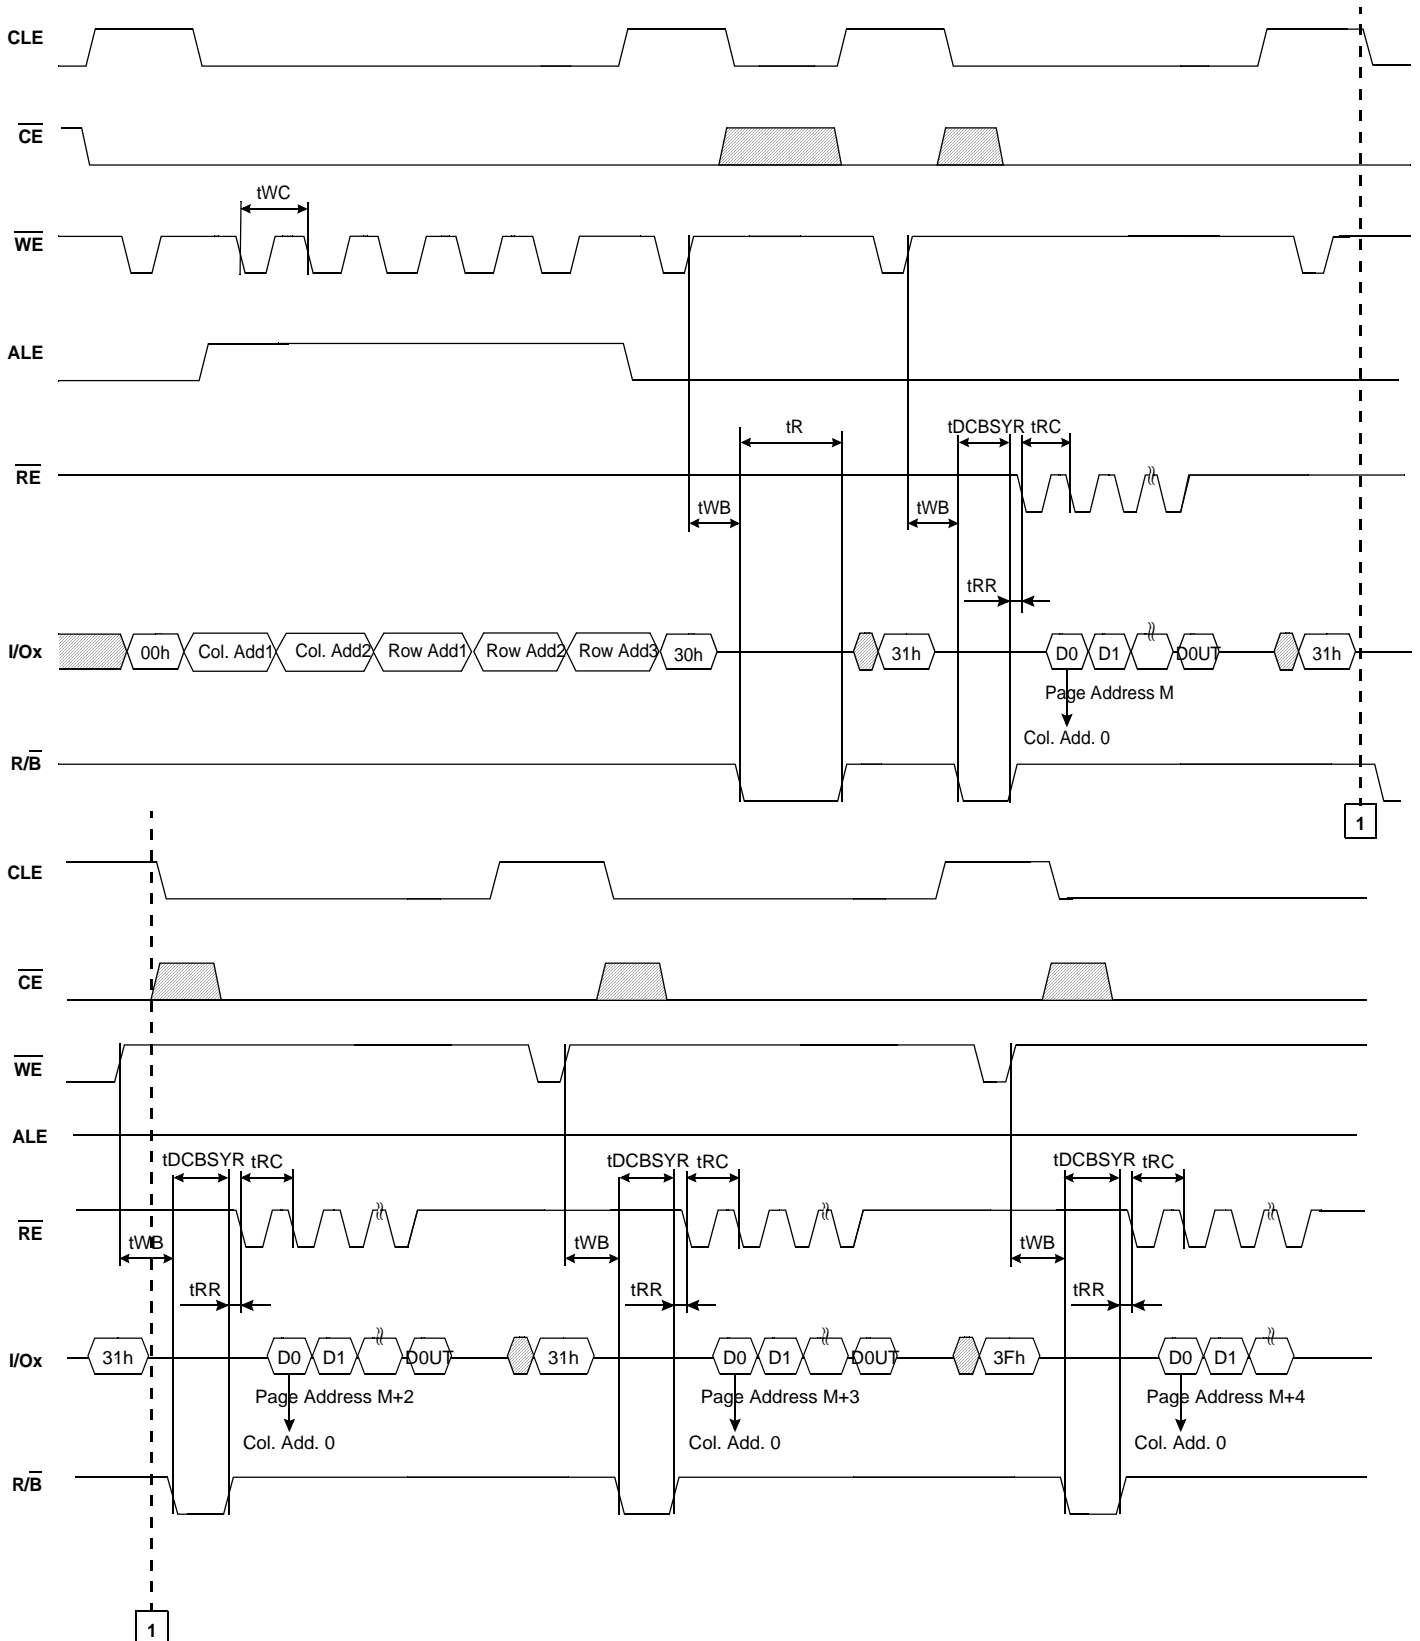 CLE
CE
tWC
WE
ALE
tR
tDCBSYR
tRC
RE
tWB
tWB
tRR
I/Ox
00h
Col. Add1
Col. Add2
Row Add1
Row Add2
Row Add3
30h
31h
D0
D1
D0UT
31h
Page Address M
Col. Add. 0
R/B
1
CLE
CE
WE
ALE
tDCBSYR
tRC
tDCBSYR
tRC
tDCBSYR
tRC
RE
tWB
tWB
tWB
tRR
tRR
tRR
I/Ox
31h
D0
D1
D0UT
31h
D0
D1
D0UT
3Fh
D0
D1
Page Address M+2
Page Address M+3
Page Address M+4
Col. Add. 0
Col. Add. 0
Col. Add. 0
R/B
1